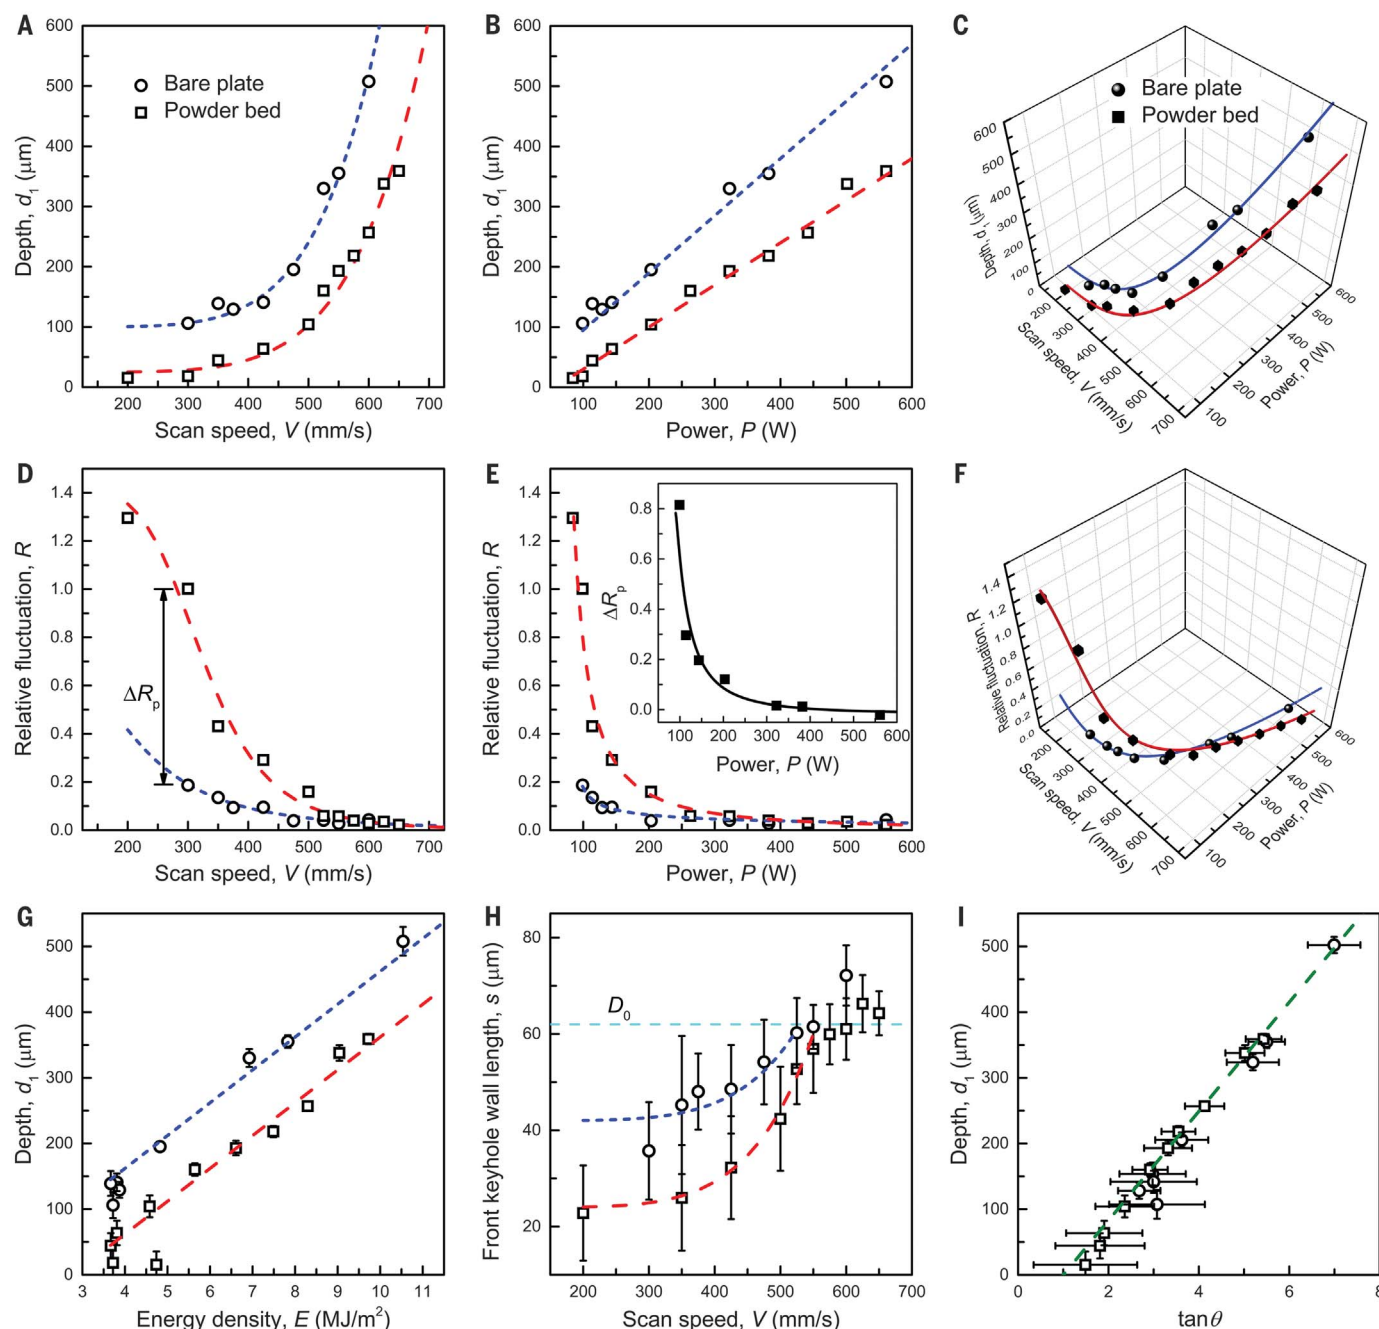 A
600
500
400
300
200
100
0
Depth, d₁ (μm)
Bare plate
Powder bed
200 300 400 500 600 700
Scan speed, V (mm/s)
B
600
500
400
300
200
100
0
Depth, d₁ (μm)
100 200 300 400 500 600
Power, P (W)
C
Bare plate
Powder bed
600
500
400
300
200
100
0
Depth, d₁ (μm)
200
300
400
500
600
700
Scan speed, V (mm/s)
100
200
300
400
500
600
Power, P (W)
D
1.4
1.2
1.0
0.8
0.6
0.4
0.2
0.0
Relative fluctuation, R
ΔRₚ
200 300 400 500 600 700
Scan speed, V (mm/s)
E
1.4
1.2
1.0
0.8
0.6
0.4
0.2
0.0
Relative fluctuation, R
0.8
0.6
0.4
0.2
0.0
ΔRₚ
100 200 300 400 500 600
Power, P (W)
100 200 300 400 500 600
Power, P (W)
F
1.4
1.2
1.0
0.8
0.6
0.4
0.2
0.0
Relative fluctuation, R
200
300
400
500
600
700
Scan speed, V (mm/s)
100
200
300
400
500
600
Power, P (W)
G
500
400
300
200
100
0
Depth, d₁ (μm)
3 4 5 6 7 8 9 10 11
Energy density, E (MJ/m²)
H
80
60
40
20
Front keyhole wall length, s (μm)
D₀
200 300 400 500 600 700
Scan speed, V (mm/s)
I
500
400
300
200
100
0
Depth, d₁ (μm)
0 2 4 6 8
tanθ